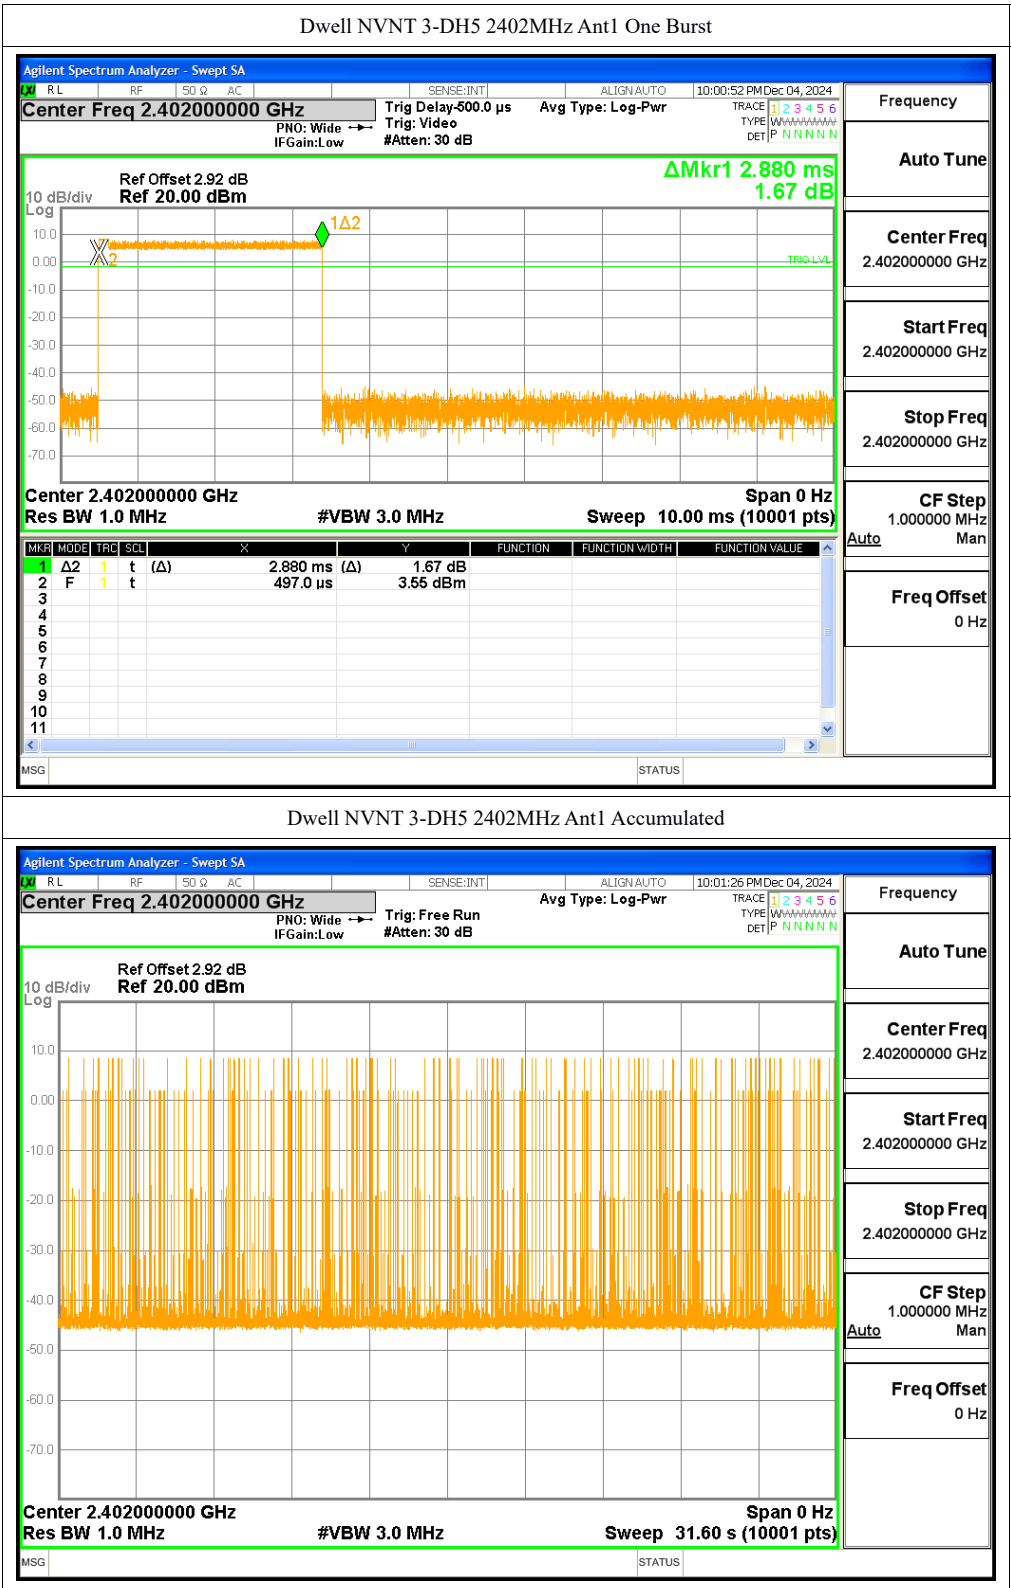 Dwell NVNT 3-DH5 2402MHz Ant1 One Burst
Agilent Spectrum Analyzer - Swept SA
LXI RL RF 50 Ω AC SENSE:INT ALIGN AUTO 10:00:52 PM Dec 04, 2024
Center Freq 2.402000000 GHz
PNO: Wide
IFGain:Low
Trig Delay-500.0 µs
Trig: Video
#Atten: 30 dB
Avg Type: Log-Pwr
TRACE 1 2 3 4 5 6
TYPE W
DET P N N N N N
ΔMkr1 2.880 ms
1.67 dB
Ref Offset 2.92 dB
10 dB/div Ref 20.00 dBm
Log
1Δ2
10.0
0.00
2
TRIG LVL
-10.0
-20.0
-30.0
-40.0
-50.0
-60.0
-70.0
Center 2.402000000 GHz Span 0 Hz
Res BW 1.0 MHz #VBW 3.0 MHz Sweep 10.00 ms (10001 pts)
MKR MODE TRC SCL X Y FUNCTION FUNCTION WIDTH FUNCTION VALUE
1 Δ2 1 t (Δ) 2.880 ms (Δ) 1.67 dB
2 F 1 t 497.0 µs 3.55 dBm
3
4
5
6
7
8
9
10
11
MSG STATUS
Frequency
Auto Tune
Center Freq
2.402000000 GHz
Start Freq
2.402000000 GHz
Stop Freq
2.402000000 GHz
CF Step
1.000000 MHz
Auto Man
Freq Offset
0 Hz
Dwell NVNT 3-DH5 2402MHz Ant1 Accumulated
Agilent Spectrum Analyzer - Swept SA
LXI RL RF 50 Ω AC SENSE:INT ALIGN AUTO 10:01:26 PM Dec 04, 2024
Center Freq 2.402000000 GHz
PNO: Wide
IFGain:Low
Trig: Free Run
#Atten: 30 dB
Avg Type: Log-Pwr
TRACE 1 2 3 4 5 6
TYPE W
DET P N N N N N
Ref Offset 2.92 dB
10 dB/div Ref 20.00 dBm
Log
10.0
0.00
-10.0
-20.0
-30.0
-40.0
-50.0
-60.0
-70.0
Center 2.402000000 GHz Span 0 Hz
Res BW 1.0 MHz #VBW 3.0 MHz Sweep 31.60 s (10001 pts)
MSG STATUS
Frequency
Auto Tune
Center Freq
2.402000000 GHz
Start Freq
2.402000000 GHz
Stop Freq
2.402000000 GHz
CF Step
1.000000 MHz
Auto Man
Freq Offset
0 Hz